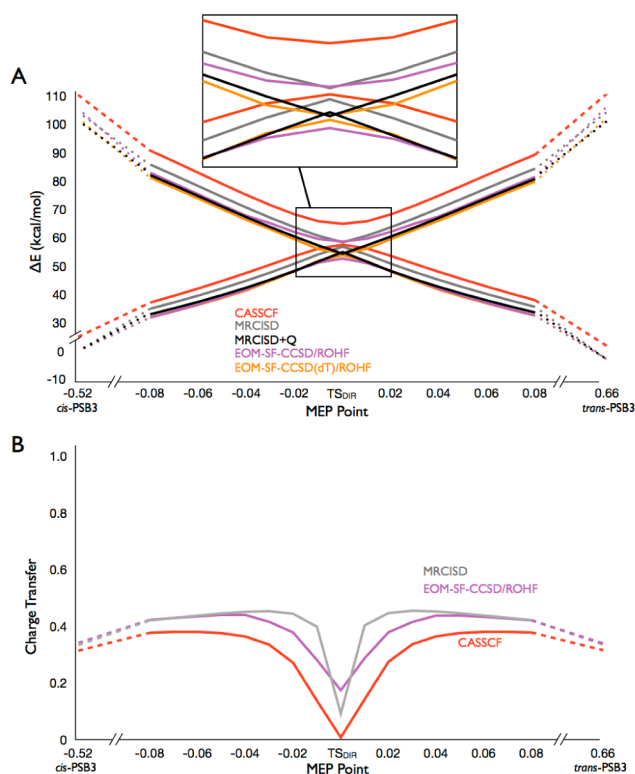 A
ΔE (kcal/mol)
110
100
90
80
70
60
50
40
30
0
-10
CASSCF
MRCISD
MRCISD+Q
EOM-SF-CCSD/ROHF
EOM-SF-CCSD(dT)/ROHF
-0.52 -0.08 -0.06 -0.04 -0.02 TSDIR 0.02 0.04 0.06 0.08 0.66
cis-PSB3 MEP Point trans-PSB3
B
Charge Transfer
1.0
0.8
0.6
0.4
0.2
0
MRCISD
EOM-SF-CCSD/ROHF
CASSCF
-0.52 -0.08 -0.06 -0.04 -0.02 TSDIR 0.02 0.04 0.06 0.08 0.66
cis-PSB3 MEP Point trans-PSB3